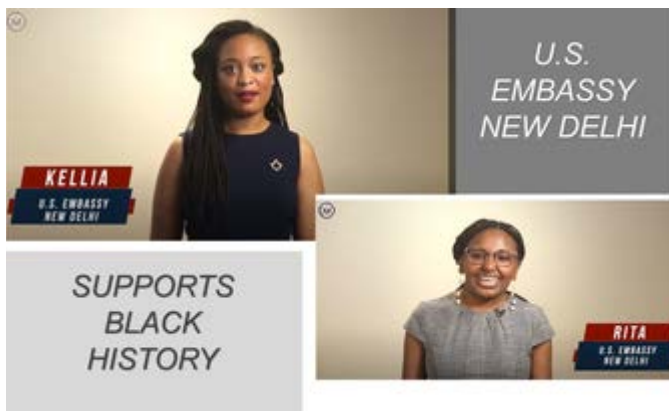 U.S.
EMBASSY
NEW DELHI
KELLIA
U.S. EMBASSY
NEW DELHI
SUPPORTS
BLACK
HISTORY
RITA
U.S. EMBASSY
NEW DELHI